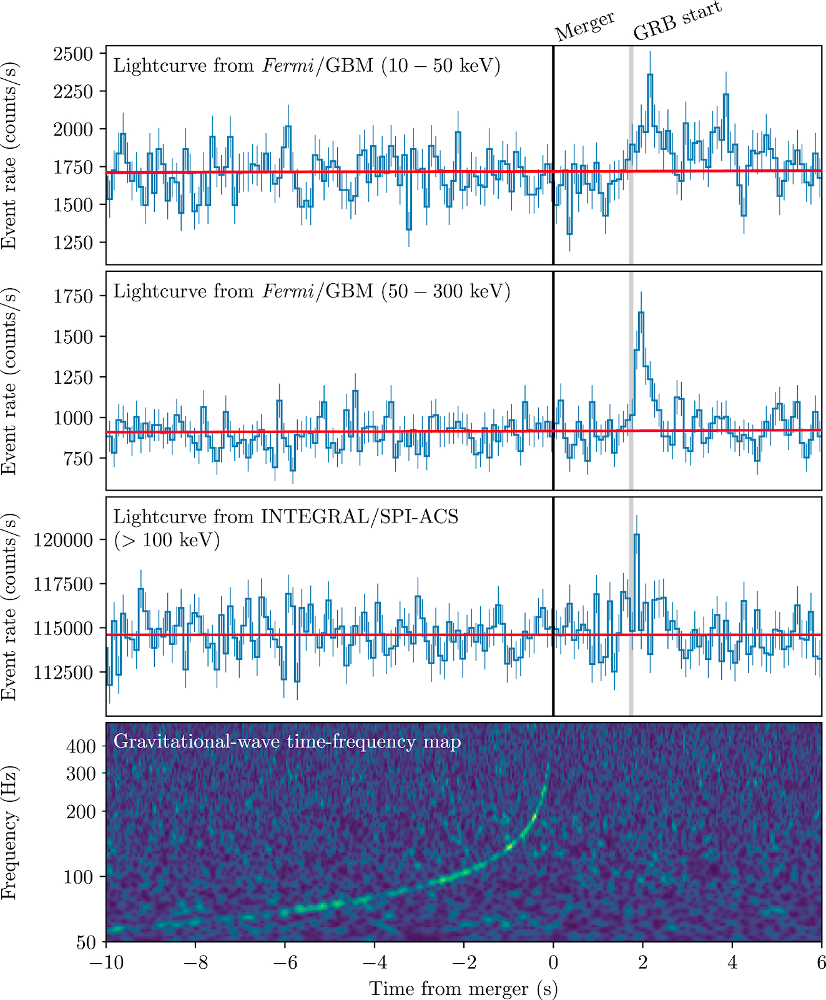 Merger
GRB start
Lightcurve from Fermi/GBM (10 − 50 keV)
Event rate (counts/s)
2500
2250
2000
1750
1500
1250
Lightcurve from Fermi/GBM (50 − 300 keV)
Event rate (counts/s)
1750
1500
1250
1000
750
Lightcurve from INTEGRAL/SPI-ACS
(> 100 keV)
Event rate (counts/s)
120000
117500
115000
112500
Gravitational-wave time-frequency map
Frequency (Hz)
400
300
200
100
50
−10 −8 −6 −4 −2 0 2 4 6
Time from merger (s)